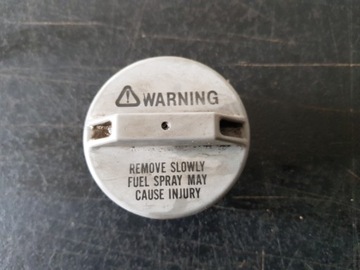 WARNING
REMOVE SLOWLY
FUEL SPRAY MAY
CAUSE INJURY